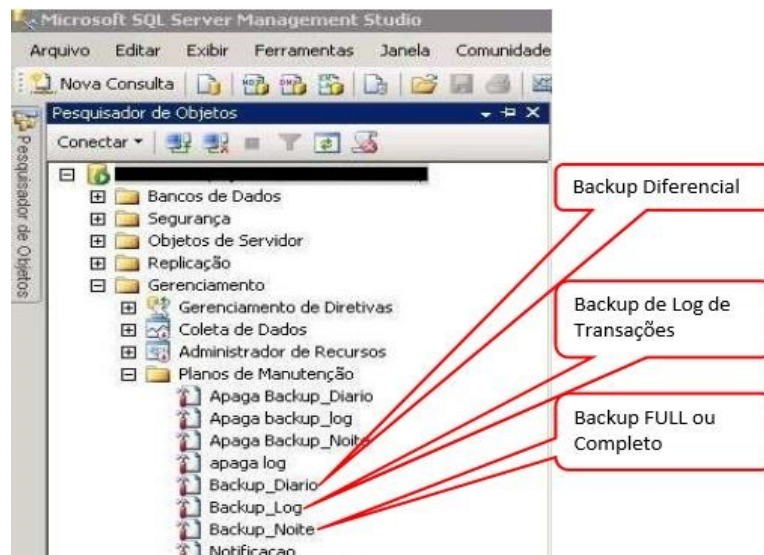 Microsoft SQL Server Management Studio
Arquivo Editar Exibir Ferramentas Janela Comunidade
Nova Consulta
Pesquisador de Objetos
Pesquisador de Objetos
Conectar
Bancos de Dados
Segurança
Objetos de Servidor
Replicação
Gerenciamento
Gerenciamento de Diretivas
Coleta de Dados
Administrador de Recursos
Planos de Manutenção
Apaga Backup_Diario
Apaga backup_log
Apaga Backup_Noite
apaga log
Backup_Diario
Backup_Log
Backup_Noite
Notificacao
Backup Diferencial
Backup de Log de
Transações
Backup FULL ou
Completo